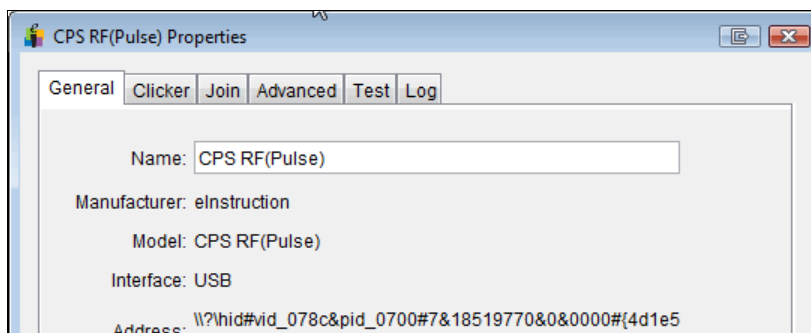 CPS RF(Pulse) Properties
General Clicker Join Advanced Test Log
Name: CPS RF(Pulse)
Manufacturer: eInstruction
Model: CPS RF(Pulse)
Interface: USB
Address: \\?\hid#vid_078c&pid_0700#7&18519770&0&0000#{4d1e5